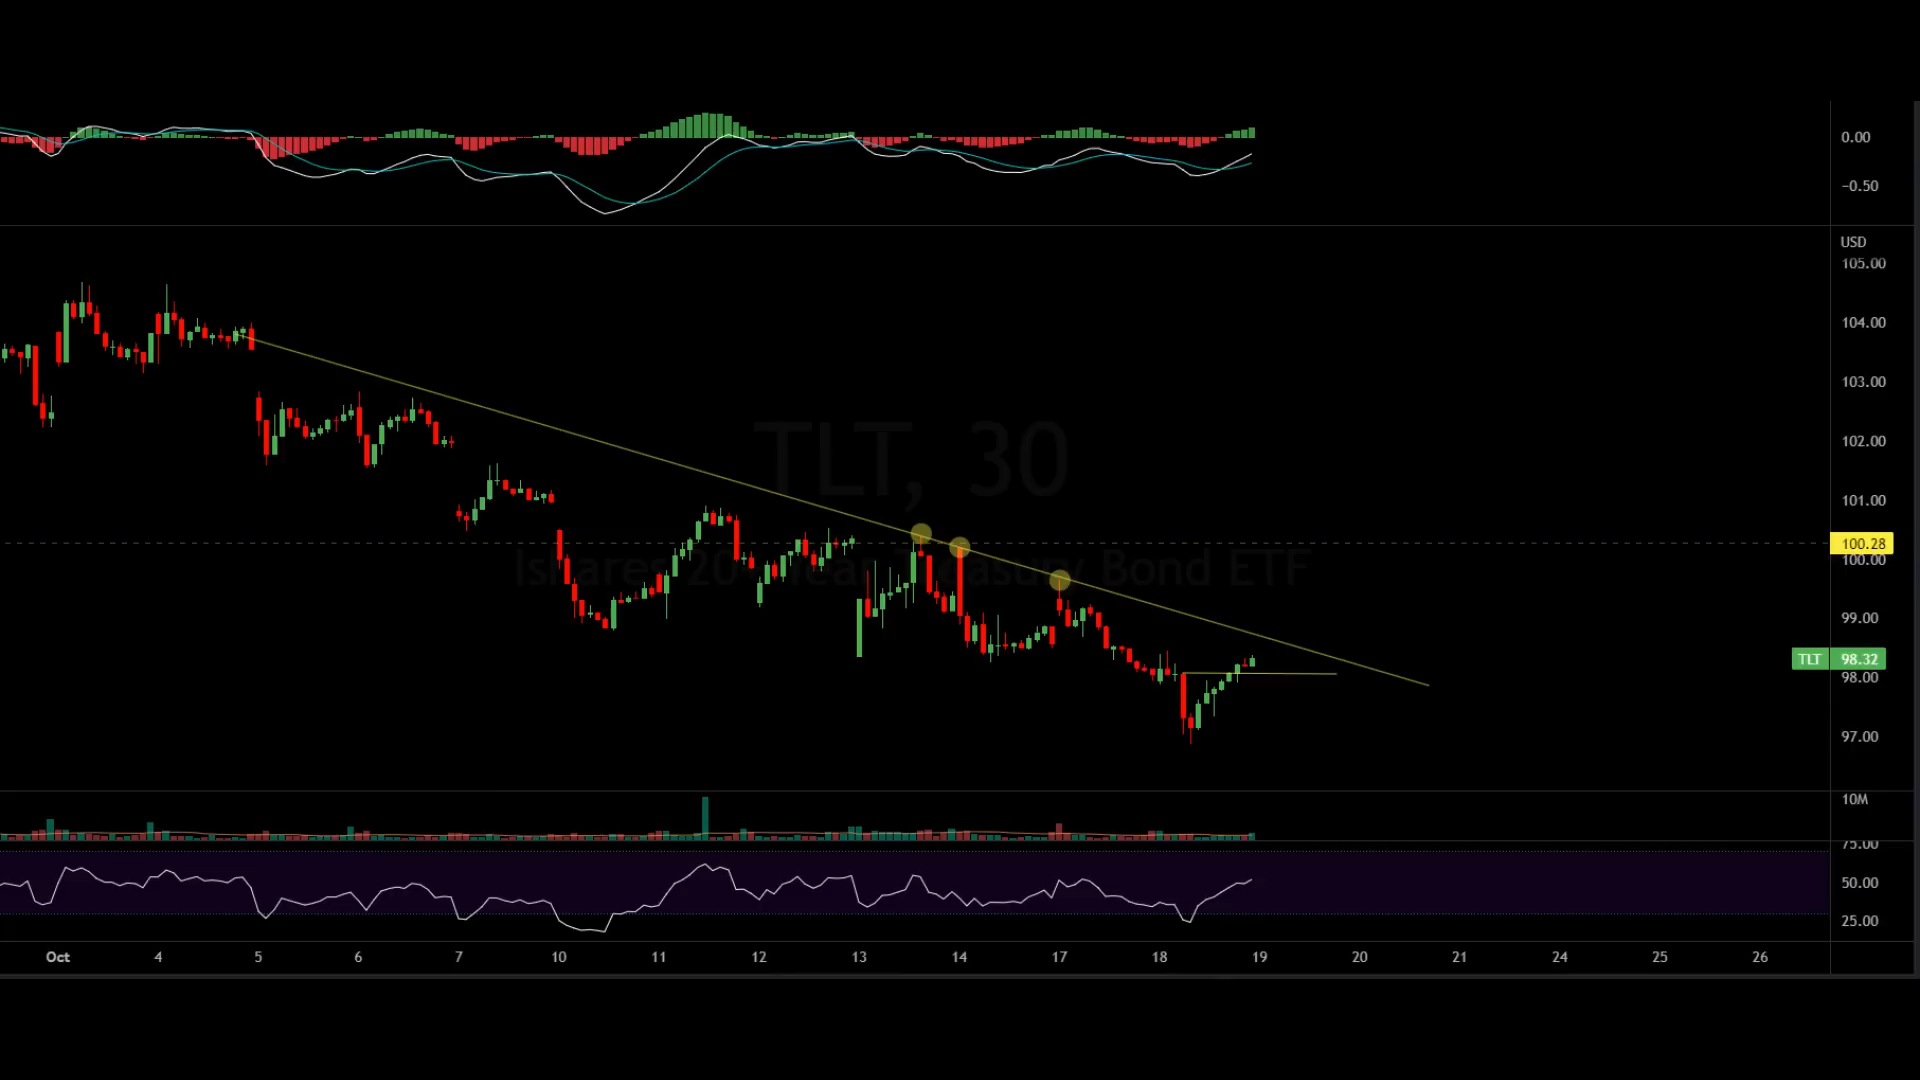 0.00
−0.50
USD
105.00
104.00
103.00
102.00
TLT, 30
101.00
100.28
100.00
Ishares 20+ Year Treasury Bond ETF
99.00
TLT 98.32
98.00
97.00
10M
75.00
50.00
25.00
Oct 4 5 6 7 10 11 12 13 14 17 18 19 20 21 24 25 26